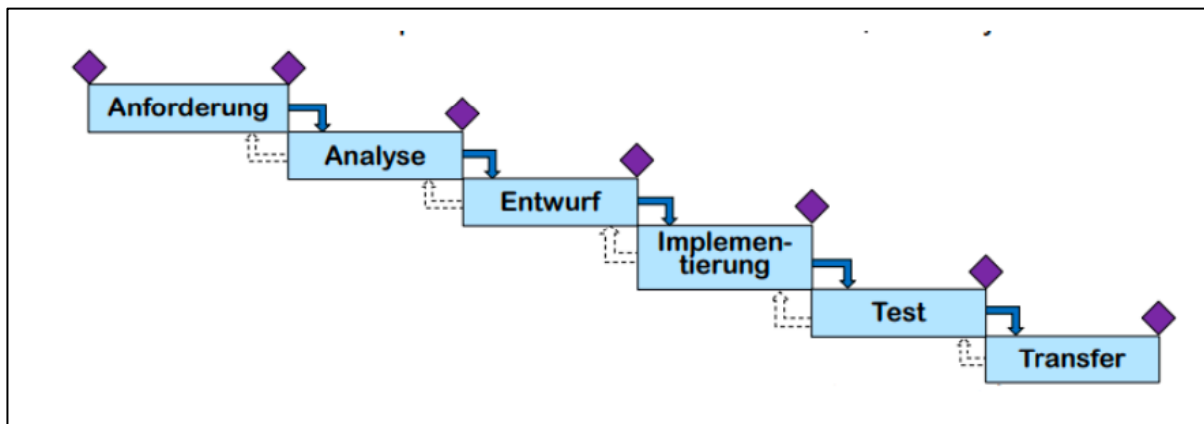 Anforderung
Analyse
Entwurf
Implemen-
tierung
Test
Transfer